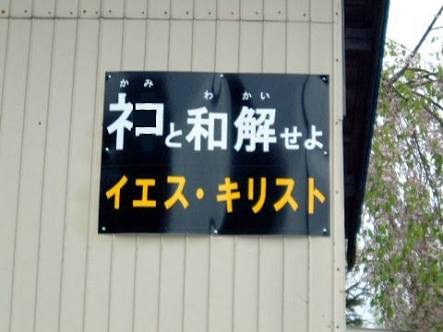 かみ わかい
ネコと和解せよ
イエス・キリスト